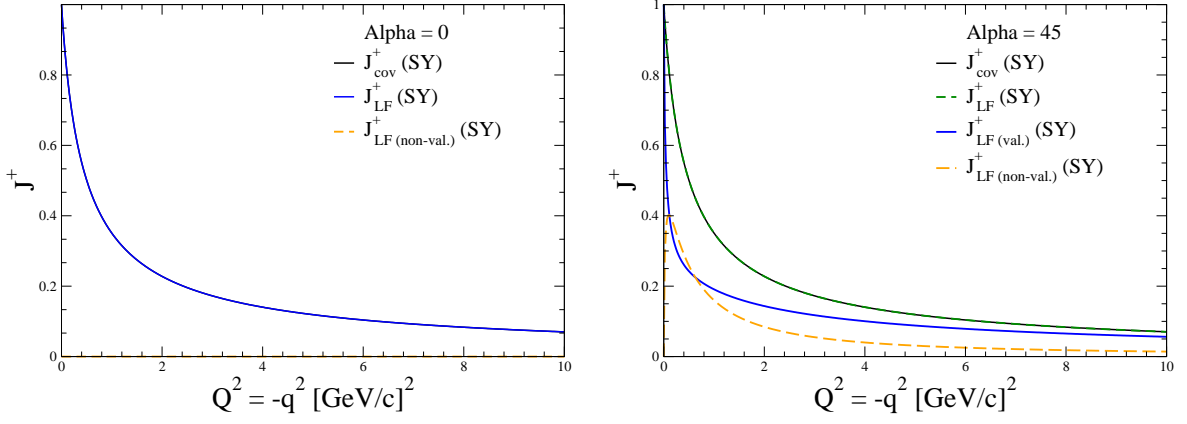 Alpha = 0
J⁺cov (SY)
J⁺LF (SY)
J⁺LF (non-val.) (SY)
0.8
0.6
0.4
0.2
0
J⁺
0 2 4 6 8 10
Q² = -q² [GeV/c]²
Alpha = 45
J⁺cov (SY)
J⁺LF (SY)
J⁺LF (val.) (SY)
J⁺LF (non-val.) (SY)
1
0.8
0.6
0.4
0.2
0
J⁺
0 2 4 6 8 10
Q² = -q² [GeV/c]²